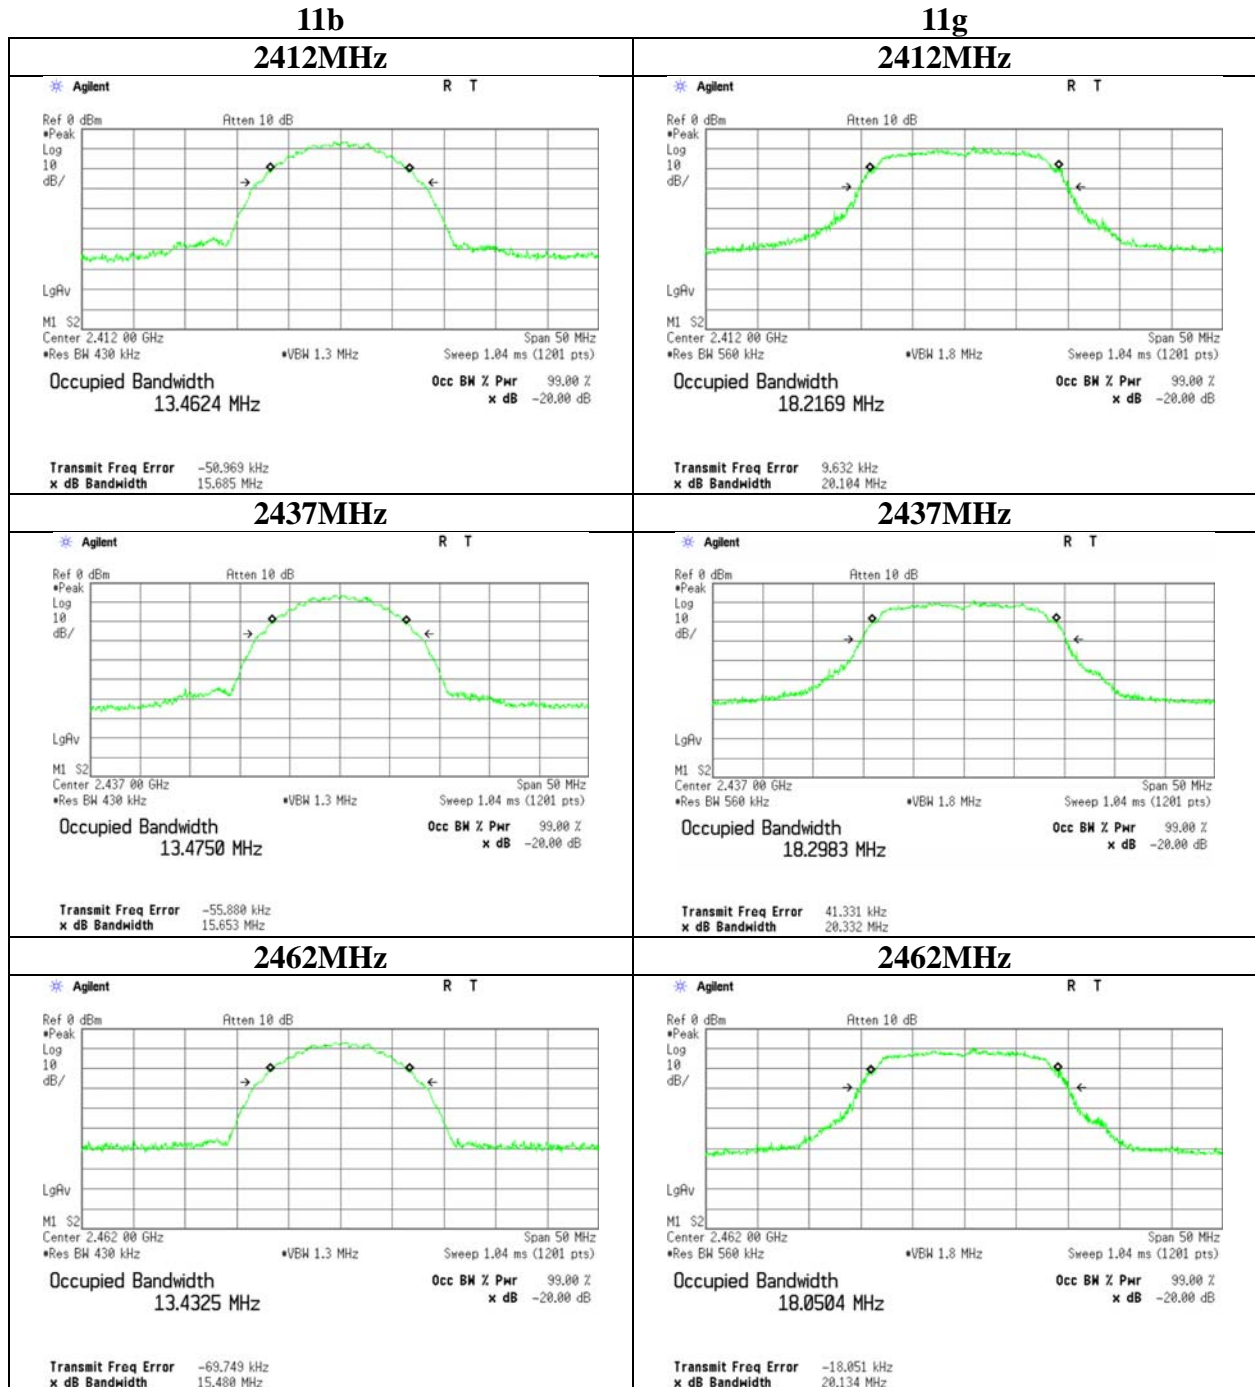 11b 11g
2412MHz 2412MHz
Agilent R T
Ref 0 dBm Atten 10 dB
*Peak
Log
10
dB/
LgAv
M1 S2
Center 2.412 00 GHz Span 50 MHz
*Res BW 430 kHz *VBW 1.3 MHz Sweep 1.04 ms (1201 pts)
Occupied Bandwidth Occ BW % Pwr 99.00 %
13.4624 MHz x dB -20.00 dB
Transmit Freq Error -50.969 kHz
x dB Bandwidth 15.685 MHz
Agilent R T
Ref 0 dBm Atten 10 dB
*Peak
Log
10
dB/
LgAv
M1 S2
Center 2.412 00 GHz Span 50 MHz
*Res BW 560 kHz *VBW 1.8 MHz Sweep 1.04 ms (1201 pts)
Occupied Bandwidth Occ BW % Pwr 99.00 %
18.2169 MHz x dB -20.00 dB
Transmit Freq Error 9.632 kHz
x dB Bandwidth 20.104 MHz
2437MHz 2437MHz
Agilent R T
Ref 0 dBm Atten 10 dB
*Peak
Log
10
dB/
LgAv
M1 S2
Center 2.437 00 GHz Span 50 MHz
*Res BW 430 kHz *VBW 1.3 MHz Sweep 1.04 ms (1201 pts)
Occupied Bandwidth Occ BW % Pwr 99.00 %
13.4750 MHz x dB -20.00 dB
Transmit Freq Error -55.880 kHz
x dB Bandwidth 15.653 MHz
Agilent R T
Ref 0 dBm Atten 10 dB
*Peak
Log
10
dB/
LgAv
M1 S2
Center 2.437 00 GHz Span 50 MHz
*Res BW 560 kHz *VBW 1.8 MHz Sweep 1.04 ms (1201 pts)
Occupied Bandwidth Occ BW % Pwr 99.00 %
18.2983 MHz x dB -20.00 dB
Transmit Freq Error 41.331 kHz
x dB Bandwidth 20.332 MHz
2462MHz 2462MHz
Agilent R T
Ref 0 dBm Atten 10 dB
*Peak
Log
10
dB/
LgAv
M1 S2
Center 2.462 00 GHz Span 50 MHz
*Res BW 430 kHz *VBW 1.3 MHz Sweep 1.04 ms (1201 pts)
Occupied Bandwidth Occ BW % Pwr 99.00 %
13.4325 MHz x dB -20.00 dB
Transmit Freq Error -69.749 kHz
x dB Bandwidth 15.480 MHz
Agilent R T
Ref 0 dBm Atten 10 dB
*Peak
Log
10
dB/
LgAv
M1 S2
Center 2.462 00 GHz Span 50 MHz
*Res BW 560 kHz *VBW 1.8 MHz Sweep 1.04 ms (1201 pts)
Occupied Bandwidth Occ BW % Pwr 99.00 %
18.0504 MHz x dB -20.00 dB
Transmit Freq Error -18.051 kHz
x dB Bandwidth 20.134 MHz